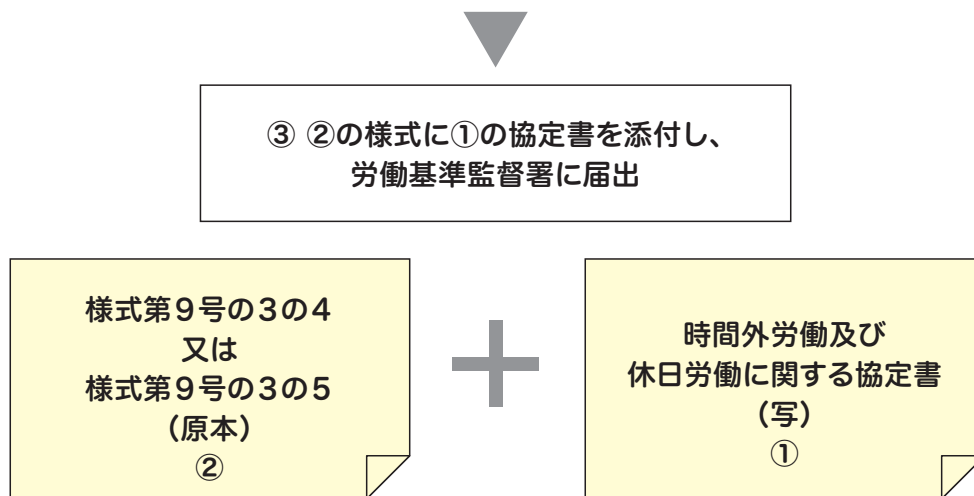 ③ ②の様式に①の協定書を添付し、
労働基準監督署に届出
様式第9号の3の4
又は
様式第9号の3の5
(原本)
②
時間外労働及び
休日労働に関する協定書
(写)
①